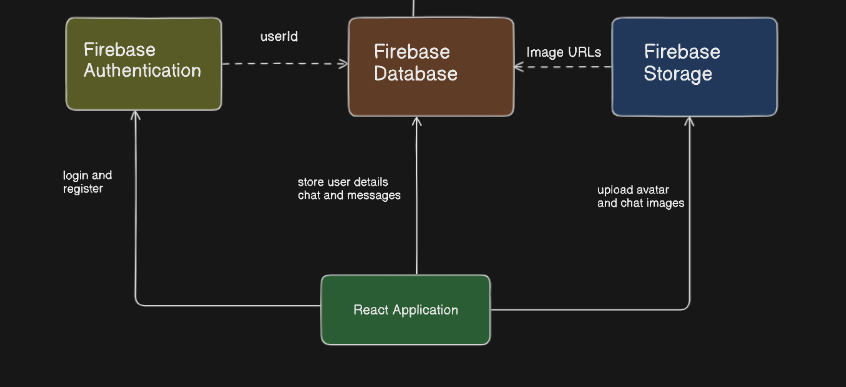 userId
Firebase
Authentication
Firebase
Database
Image URLs
Firebase
Storage
login and
register
store user details
chat and messages
upload avatar
and chat images
React Application